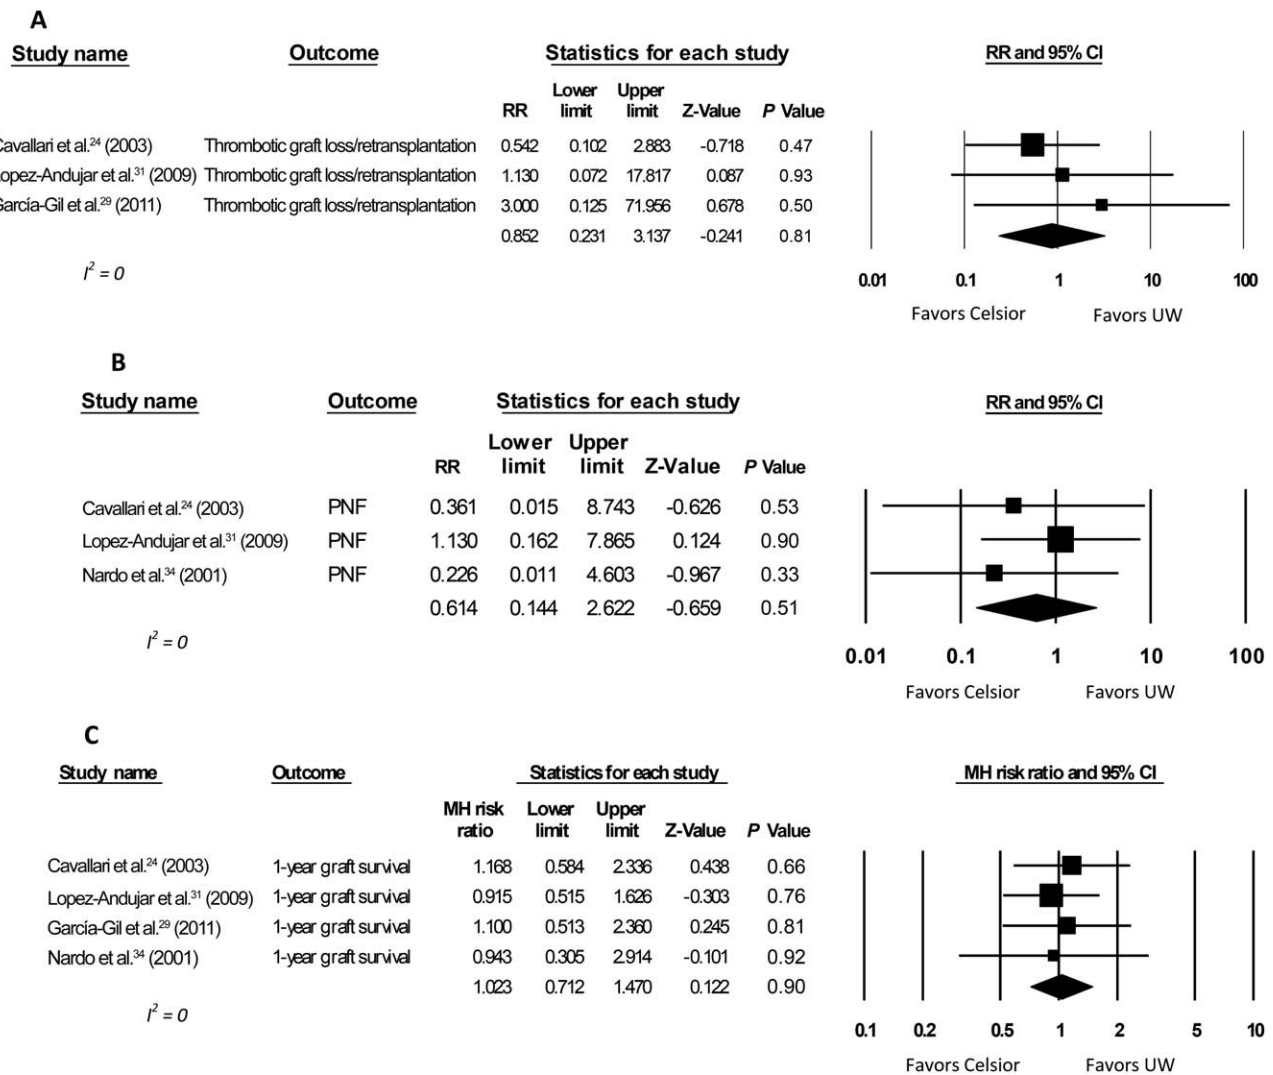 A
Study name Outcome Statistics for each study RR and 95% CI
RR Lower limit Upper limit Z-Value P Value
Cavallari et al.24 (2003) Thrombotic graft loss/retransplantation 0.542 0.102 2.883 -0.718 0.47
Lopez-Andujar et al.31 (2009) Thrombotic graft loss/retransplantation 1.130 0.072 17.817 0.087 0.93
García-Gil et al.29 (2011) Thrombotic graft loss/retransplantation 3.000 0.125 71.956 0.678 0.50
0.852 0.231 3.137 -0.241 0.81
I2 = 0
0.01 0.1 1 10 100
Favors Celsior Favors UW
B
Study name Outcome Statistics for each study RR and 95% CI
RR Lower limit Upper limit Z-Value P Value
Cavallari et al.24 (2003) PNF 0.361 0.015 8.743 -0.626 0.53
Lopez-Andujar et al.31 (2009) PNF 1.130 0.162 7.865 0.124 0.90
Nardo et al.34 (2001) PNF 0.226 0.011 4.603 -0.967 0.33
0.614 0.144 2.622 -0.659 0.51
I2 = 0
0.01 0.1 1 10 100
Favors Celsior Favors UW
C
Study name Outcome Statistics for each study MH risk ratio and 95% CI
MH risk ratio Lower limit Upper limit Z-Value P Value
Cavallari et al.24 (2003) 1-year graft survival 1.168 0.584 2.336 0.438 0.66
Lopez-Andujar et al.31 (2009) 1-year graft survival 0.915 0.515 1.626 -0.303 0.76
García-Gil et al.29 (2011) 1-year graft survival 1.100 0.513 2.360 0.245 0.81
Nardo et al.34 (2001) 1-year graft survival 0.943 0.305 2.914 -0.101 0.92
1.023 0.712 1.470 0.122 0.90
I2 = 0
0.1 0.2 0.5 1 2 5 10
Favors Celsior Favors UW